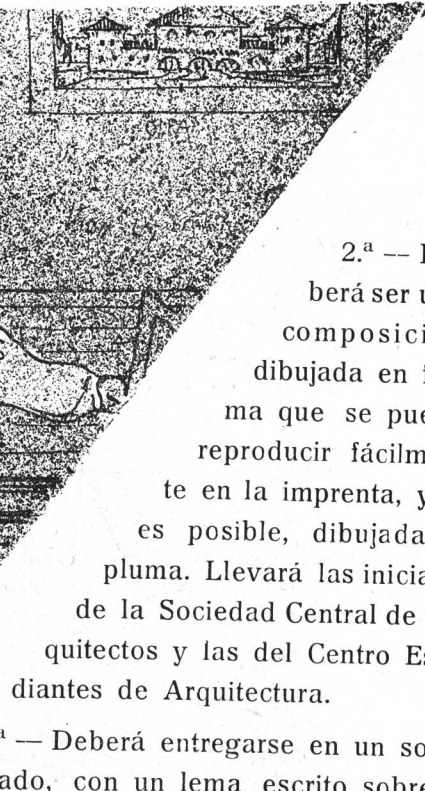 2.ª — 
berá ser
composici
dibujada en f
ma que se pue
reproducir fácilm
te en la imprenta, y
es posible, dibujada
pluma. Llevará las inicia
de la Sociedad Central de
quitectos y las del Centro Es
diantes de Arquitectura.
ª — Deberá entregarse en un so
ado, con un lema escrito sobre